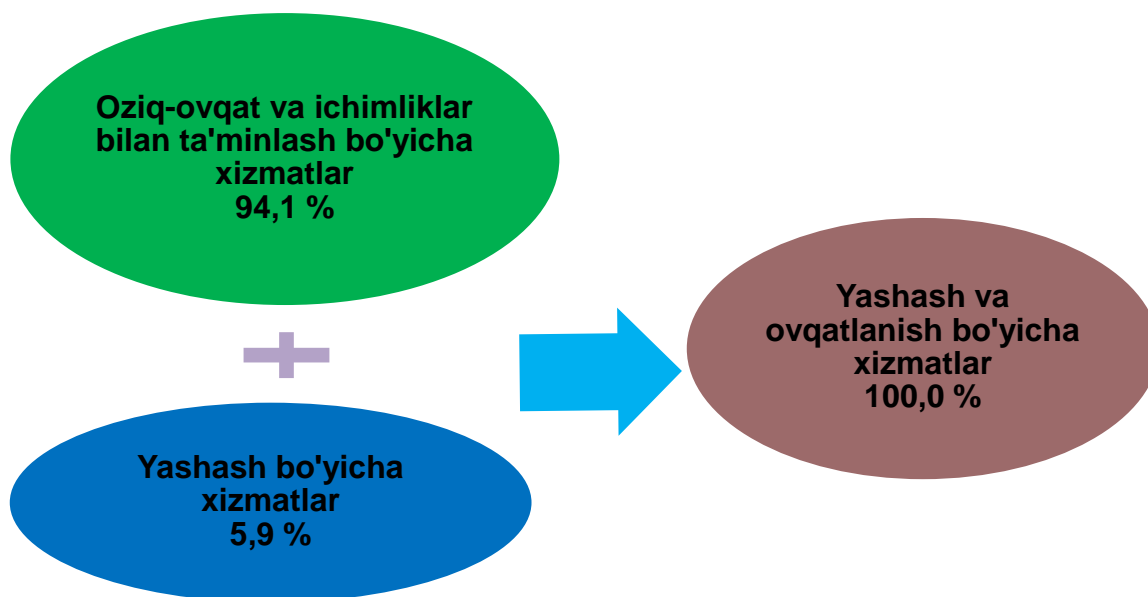 Oziq-ovqat va ichimliklar
bilan ta'minlash bo'yicha
xizmatlar
94,1 %
Yashash va
ovqatlanish bo'yicha
xizmatlar
100,0 %
Yashash bo'yicha
xizmatlar
5,9 %